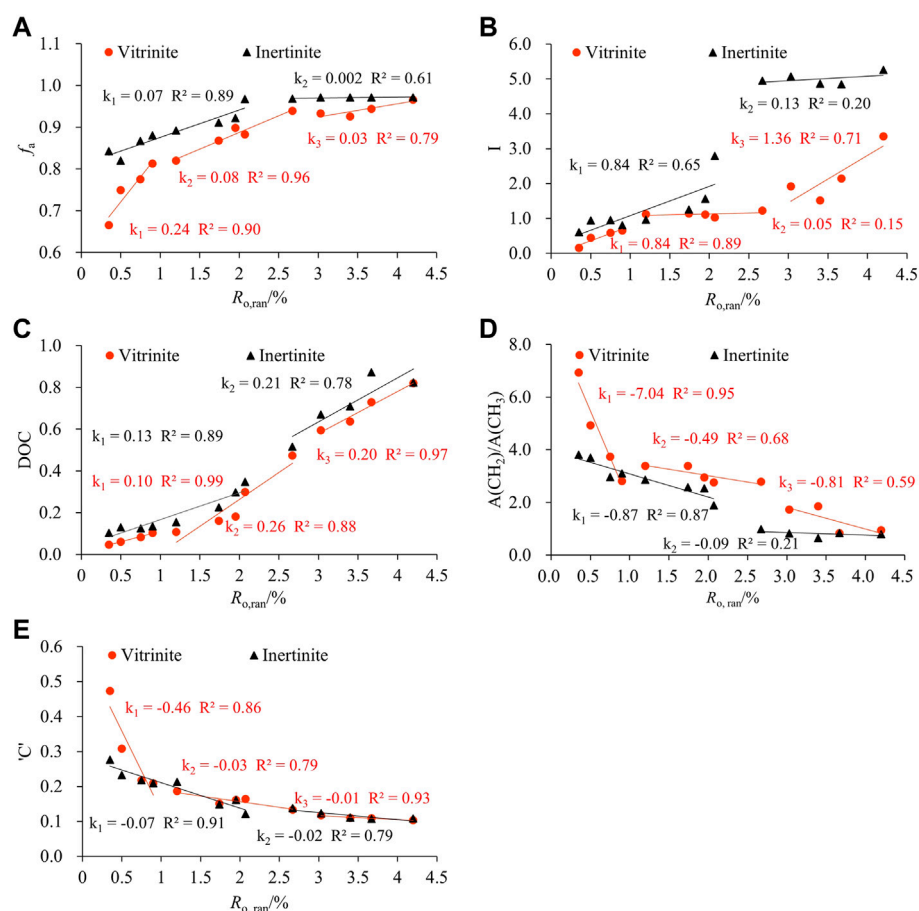 A
Vitrinite Inertinite
1.1
1.0
0.9
0.8
0.7
0.6
fₐ
k₁ = 0.07 R² = 0.89
k₂ = 0.002 R² = 0.61
k₃ = 0.03 R² = 0.79
k₂ = 0.08 R² = 0.96
k₁ = 0.24 R² = 0.90
0 0.5 1.0 1.5 2 2.5 3 3.5 4 4.5
Rₒ,ran/%
B
Vitrinite Inertinite
6.0
5.0
4.0
3.0
2.0
1.0
0.0
I
k₂ = 0.13 R² = 0.20
k₃ = 1.36 R² = 0.71
k₁ = 0.84 R² = 0.65
k₂ = 0.05 R² = 0.15
k₁ = 0.84 R² = 0.89
0 0.5 1 1.5 2 2.5 3 3.5 4 4.5
Rₒ,ran/%
C
Vitrinite Inertinite
1.0
0.8
0.6
0.4
0.2
0.0
DOC
k₂ = 0.21 R² = 0.78
k₁ = 0.13 R² = 0.89
k₁ = 0.10 R² = 0.99
k₃ = 0.20 R² = 0.97
k₂ = 0.26 R² = 0.88
0 0.5 1 1.5 2 2.5 3 3.5 4 4.5
Rₒ,ran/%
D
Vitrinite Inertinite
8.0
6.0
4.0
2.0
0.0
A(CH₂)/A(CH₃)
k₁ = -7.04 R² = 0.95
k₂ = -0.49 R² = 0.68
k₃ = -0.81 R² = 0.59
k₁ = -0.87 R² = 0.87
k₂ = -0.09 R² = 0.21
0 0.5 1.0 1.5 2.0 2.5 3.0 3.5 4.0 4.5
Rₒ,ran/%
E
Vitrinite Inertinite
0.6
0.5
0.4
0.3
0.2
0.1
0.0
'C'
k₁ = -0.46 R² = 0.86
k₂ = -0.03 R² = 0.79
k₃ = -0.01 R² = 0.93
k₁ = -0.07 R² = 0.91
k₂ = -0.02 R² = 0.79
0 0.5 1 1.5 2 2.5 3 3.5 4 4.5
Rₒ,ran/%